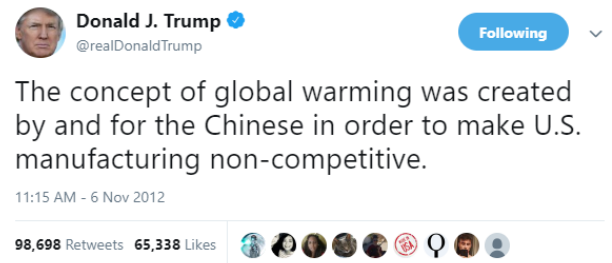 Donald J. Trump
Following
@realDonaldTrump
The concept of global warming was created
by and for the Chinese in order to make U.S.
manufacturing non-competitive.
11:15 AM - 6 Nov 2012
98,698 Retweets 65,338 Likes